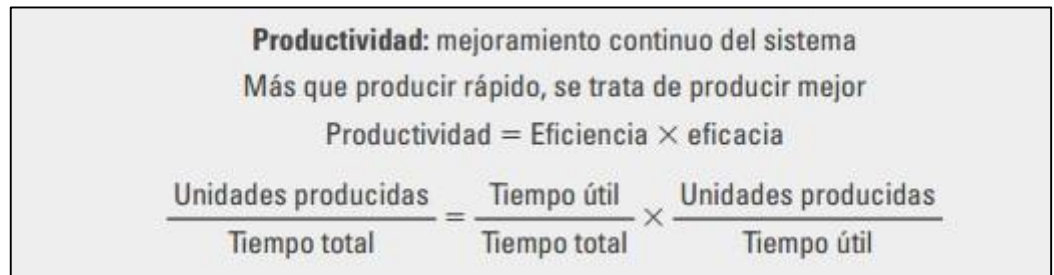 Productividad: mejoramiento continuo del sistema
Más que producir rápido, se trata de producir mejor
Productividad = Eficiencia × eficacia
Unidades producidas / Tiempo total = Tiempo útil / Tiempo total × Unidades producidas / Tiempo útil